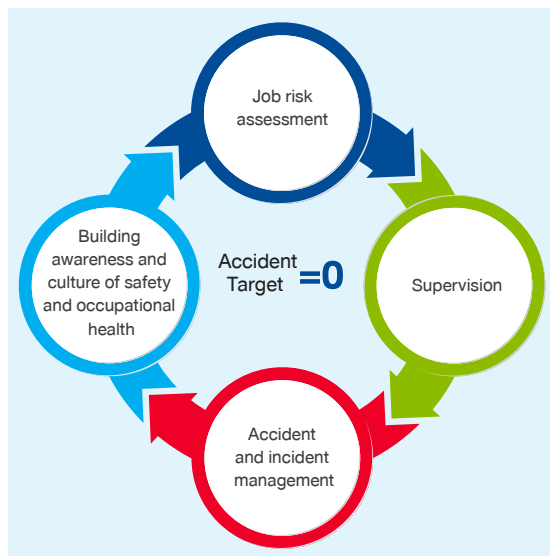 Job risk
assessment
Building
awareness and
culture of safety
and occupational
health
Accident
Target =0
Supervision
Accident
and incident
management